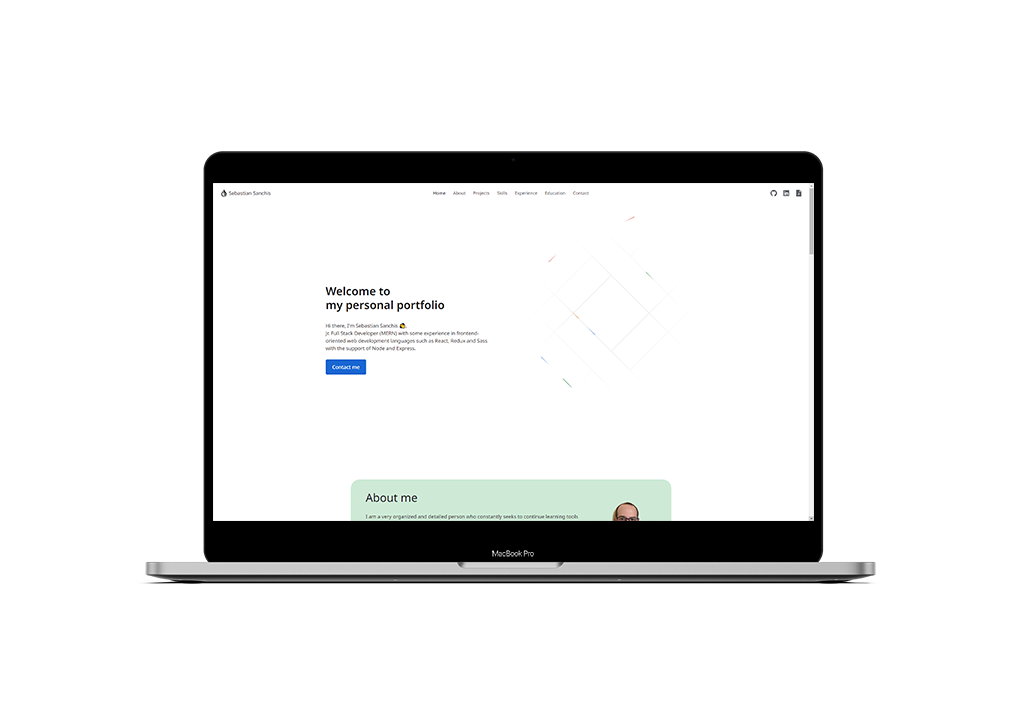 Sebastian Sanchis
Home About Projects Skills Experience Education Contact
Welcome to
my personal portfolio
Hi there, I'm Sebastian Sanchis
Jr. Full Stack Developer (MERN) with some experience in frontend-
oriented web development languages such as React, Redux and Sass
with the support of Node and Express.
Contact me
About me
I am a very organized and detailed person who constantly seeks to continue learning tools
MacBook Pro